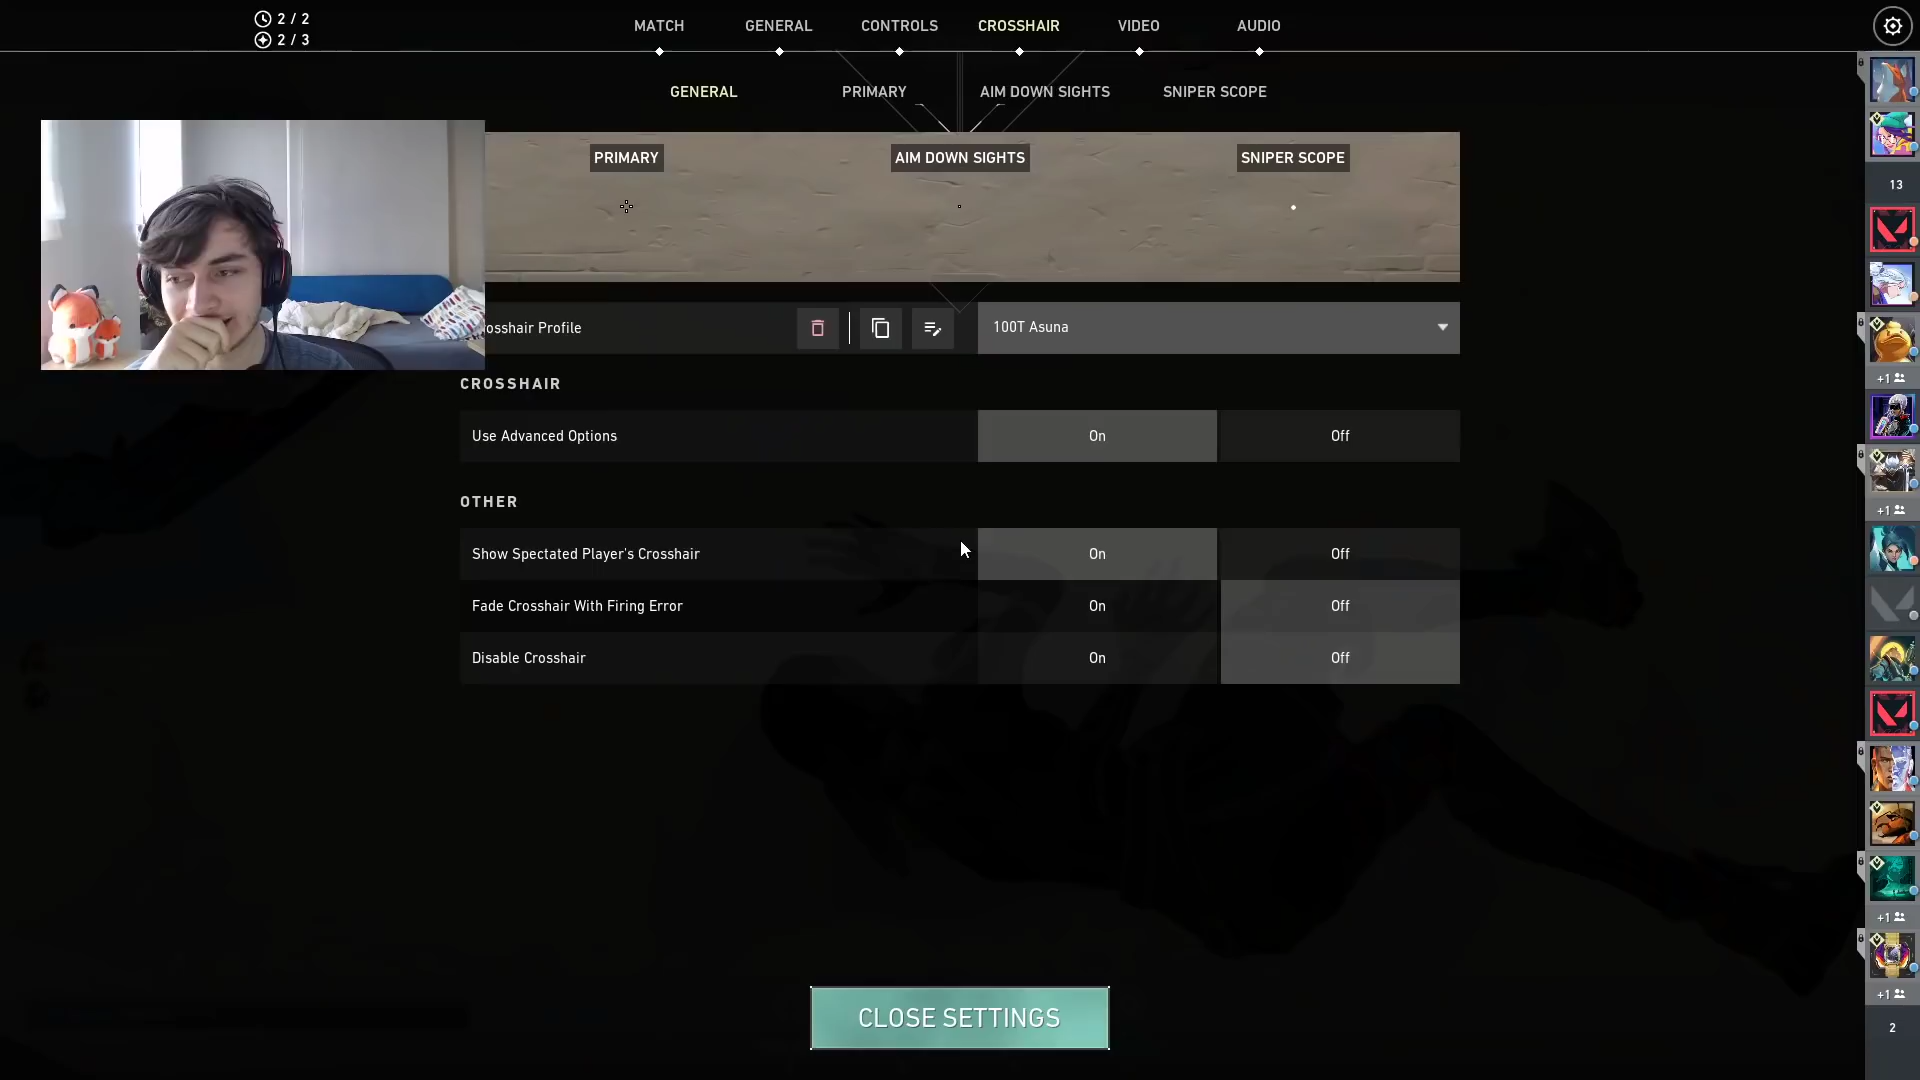 2 / 2
2 / 3
MATCH GENERAL CONTROLS CROSSHAIR VIDEO AUDIO
GENERAL PRIMARY AIM DOWN SIGHTS SNIPER SCOPE
PRIMARY AIM DOWN SIGHTS SNIPER SCOPE
osshair Profile 100T Asuna
CROSSHAIR
Use Advanced Options On Off
OTHER
Show Spectated Player's Crosshair On Off
Fade Crosshair With Firing Error On Off
Disable Crosshair On Off
CLOSE SETTINGS
13
+1
+1
+1
+1
2